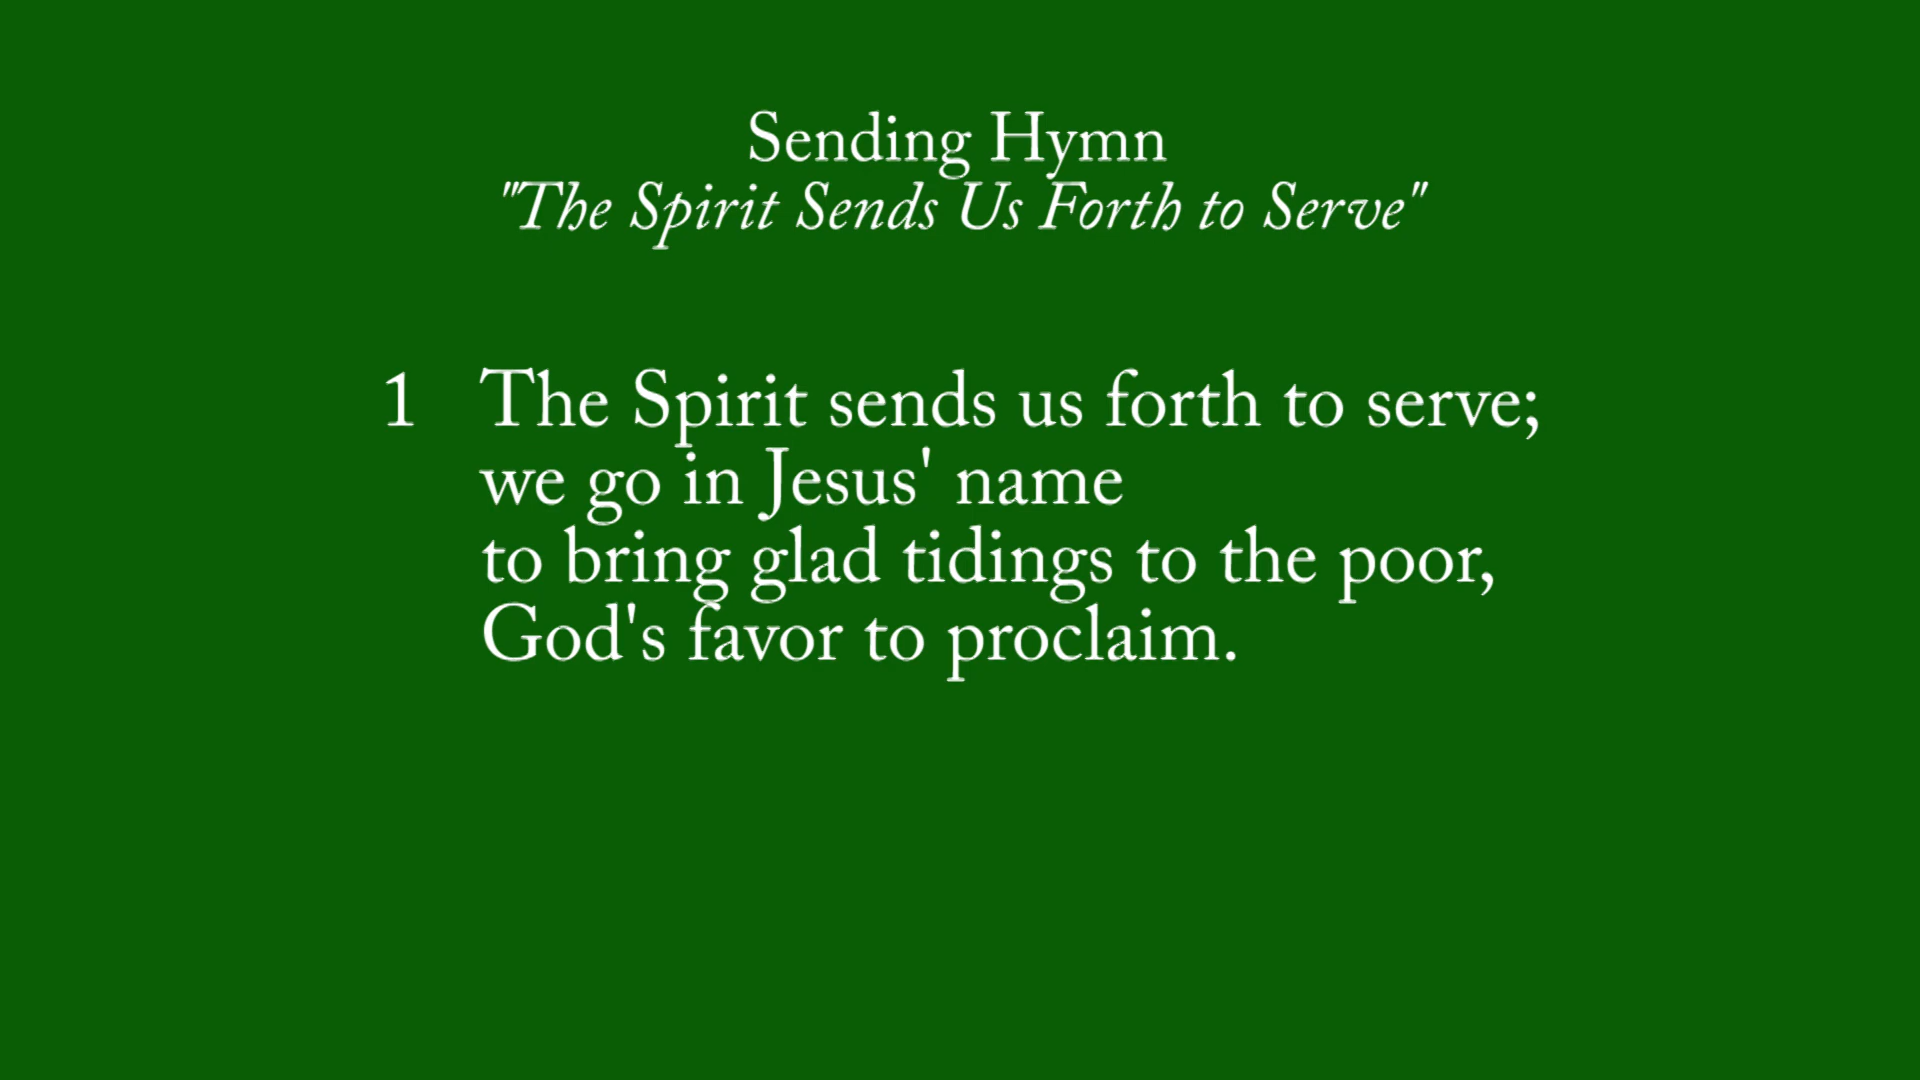 Sending Hymn
"The Spirit Sends Us Forth to Serve"
1 The Spirit sends us forth to serve;
we go in Jesus' name
to bring glad tidings to the poor,
God's favor to proclaim.